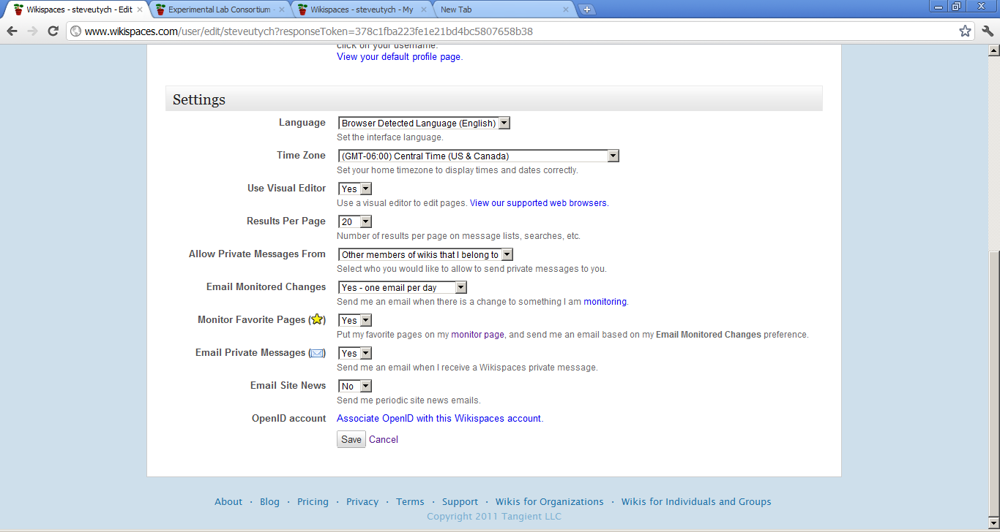 Wikispaces - steveutych - Edit
Experimental Lab Consortium -
Wikispaces - steveutych - My
New Tab
www.wikispaces.com/user/edit/steveutych?responseToken=378c1fba223fe1e21bd4bc5807658b38
click on your username.
View your default profile page.
Settings
Language Browser Detected Language (English)
Set the interface language.
Time Zone (GMT-06:00) Central Time (US & Canada)
Set your home timezone to display times and dates correctly.
Use Visual Editor Yes
Use a visual editor to edit pages. View our supported web browsers.
Results Per Page 20
Number of results per page on message lists, searches, etc.
Allow Private Messages From Other members of wikis that I belong to
Select who you would like to allow to send private messages to you.
Email Monitored Changes Yes - one email per day
Send me an email when there is a change to something I am monitoring.
Monitor Favorite Pages () Yes
Put my favorite pages on my monitor page, and send me an email based on my Email Monitored Changes preference.
Email Private Messages () Yes
Send me an email when I receive a Wikispaces private message.
Email Site News No
Send me periodic site news emails.
OpenID account Associate OpenID with this Wikispaces account.
Save Cancel
About · Blog · Pricing · Privacy · Terms · Support · Wikis for Organizations · Wikis for Individuals and Groups
Copyright 2011 Tangient LLC